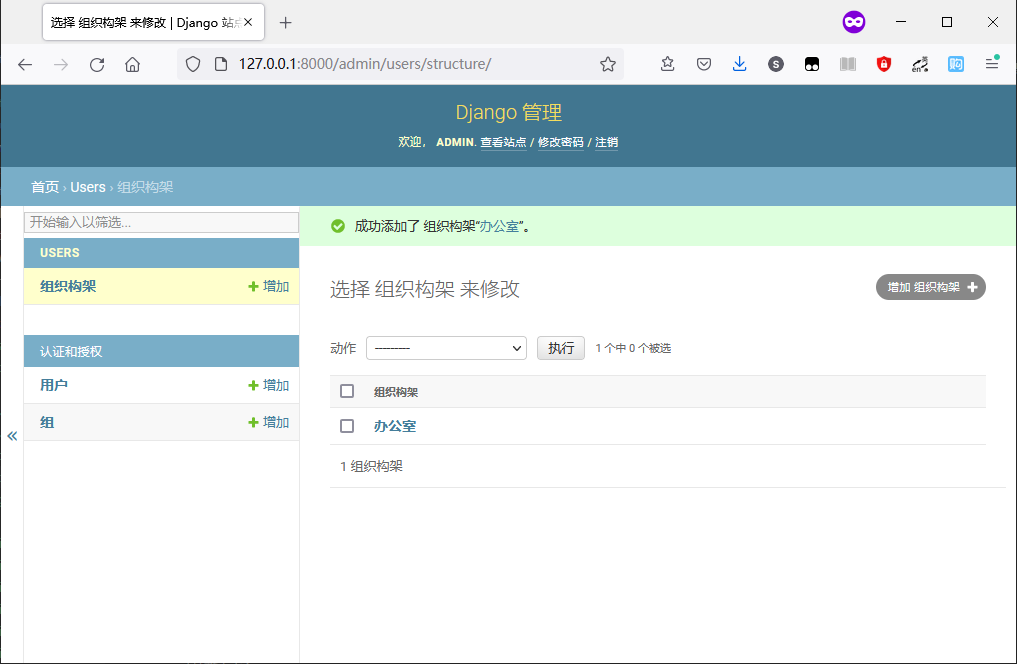 选择 组织构架 来修改 | Django 站点
127.0.0.1:8000/admin/users/structure/
S
en
Django 管理
欢迎， ADMIN. 查看站点 / 修改密码 / 注销
首页 › Users › 组织构架
开始输入以筛选...
成功添加了 组织构架“办公室”。
USERS
组织构架 + 增加
选择 组织构架 来修改
增加 组织构架 +
认证和授权
动作 --------- 执行 1 个中 0 个被选
用户 + 增加
组织构架
组 + 增加
办公室
«
1 组织构架